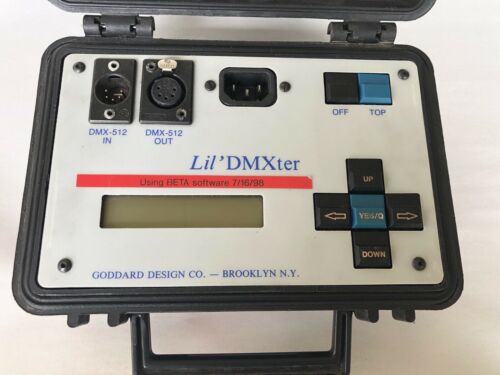 DMX-512
IN
DMX-512
OUT
OFF
TOP
Lil' DMXter
Using BETA software 7/16/98
UP
YES/Q
DOWN
GODDARD DESIGN CO. — BROOKLYN N.Y.